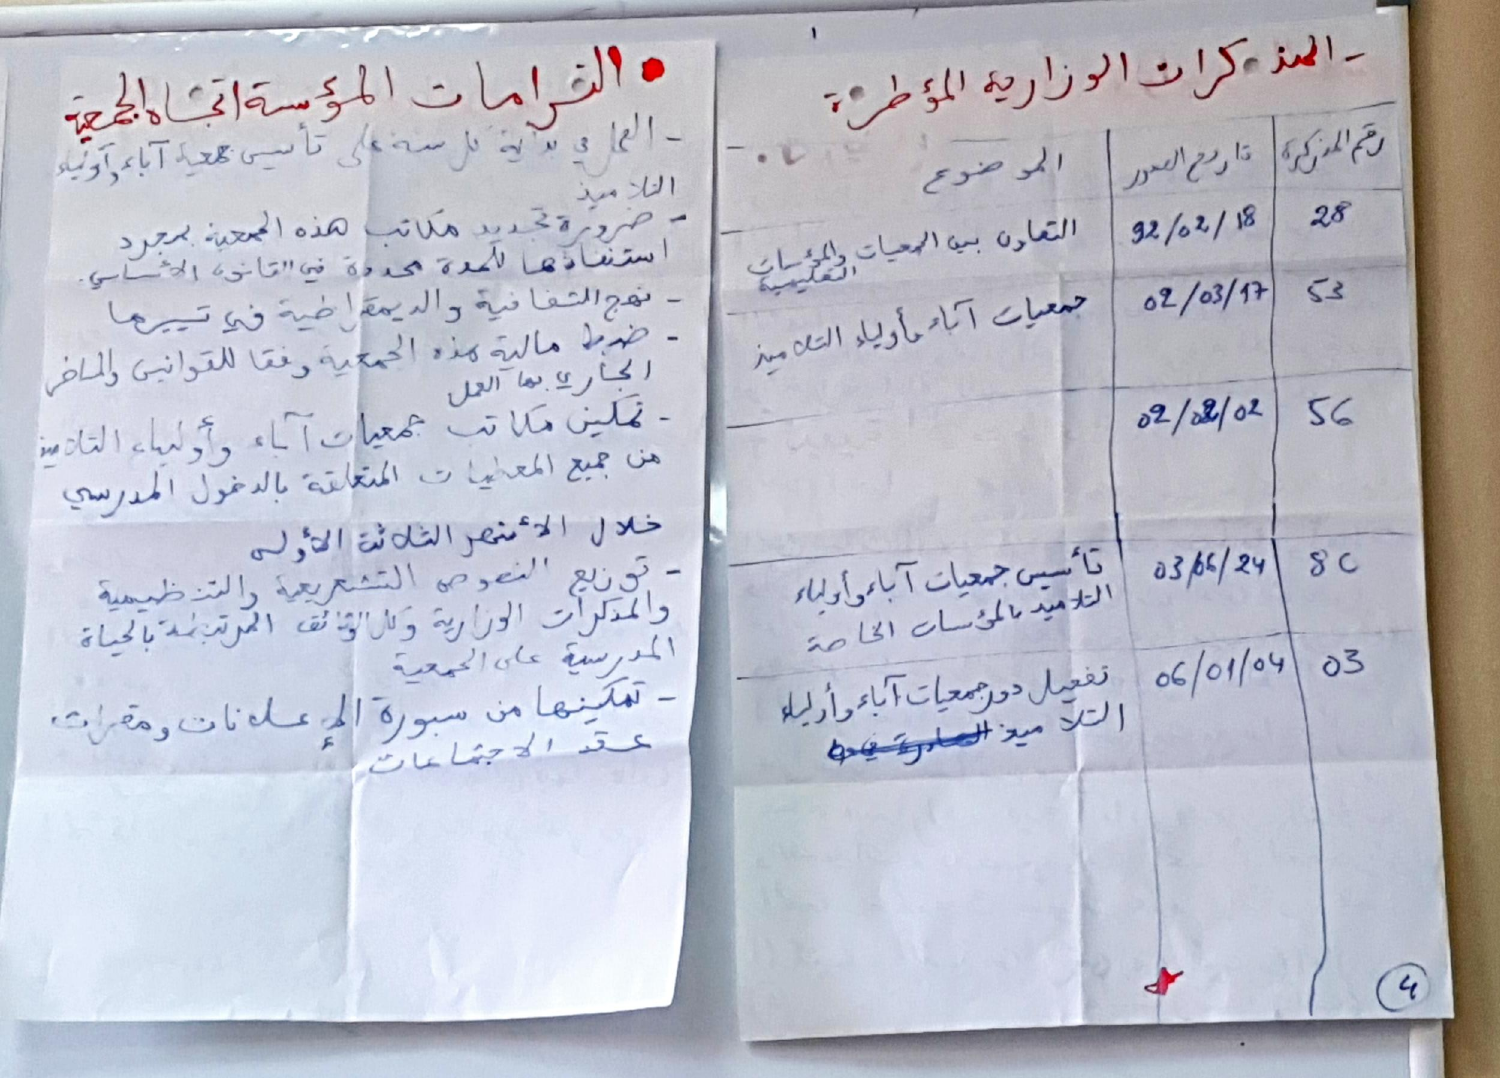 - المذكرات الوزارية المؤطرة
رقم المذكرة تاريخ الصدور الموضوع
28 92/02/18 التعاون بين الجمعيات والمؤسسات
التعليمية
53 02/03/17 جمعيات آباء وأولياء التلاميذ
56 02/02/02
8C 03/06/24 تأسيس جمعيات آباء وأولياء
التلاميذ بالمؤسسات الخاصة
03 06/01/04 تفعيل دور جمعيات آباء وأولياء
التلاميذ
4
• التزامات المؤسسة اتجاه الجمعية
- العمل في بداية كل سنة على تأسيس جمعية آباء وأولياء
التلاميذ
- ضرورة تجديد مكاتب هذه الجمعية بمجرد
استنفاذها للمدة محددة في القانون الأساسي.
- نهج الشفافية والديمقراطية في تسييرها
- ضبط مالية هذه الجمعية وفقا للقوانين والمساطر
الجاري بها العمل
- تمكين مكاتب جمعيات آباء وأولياء التلاميذ
من جميع المعطيات المتعلقة بالدخول المدرسي
خلال الأشهر الثلاثة الأولى
- توزيع النصوص التشريعية والتنظيمية
والمذكرات الوزارية وكل الوثائق المرتبطة بالحياة
المدرسية على الجمعية
- تمكينها من سبورة الإعلانات ومقرات
عقد الاجتماعات